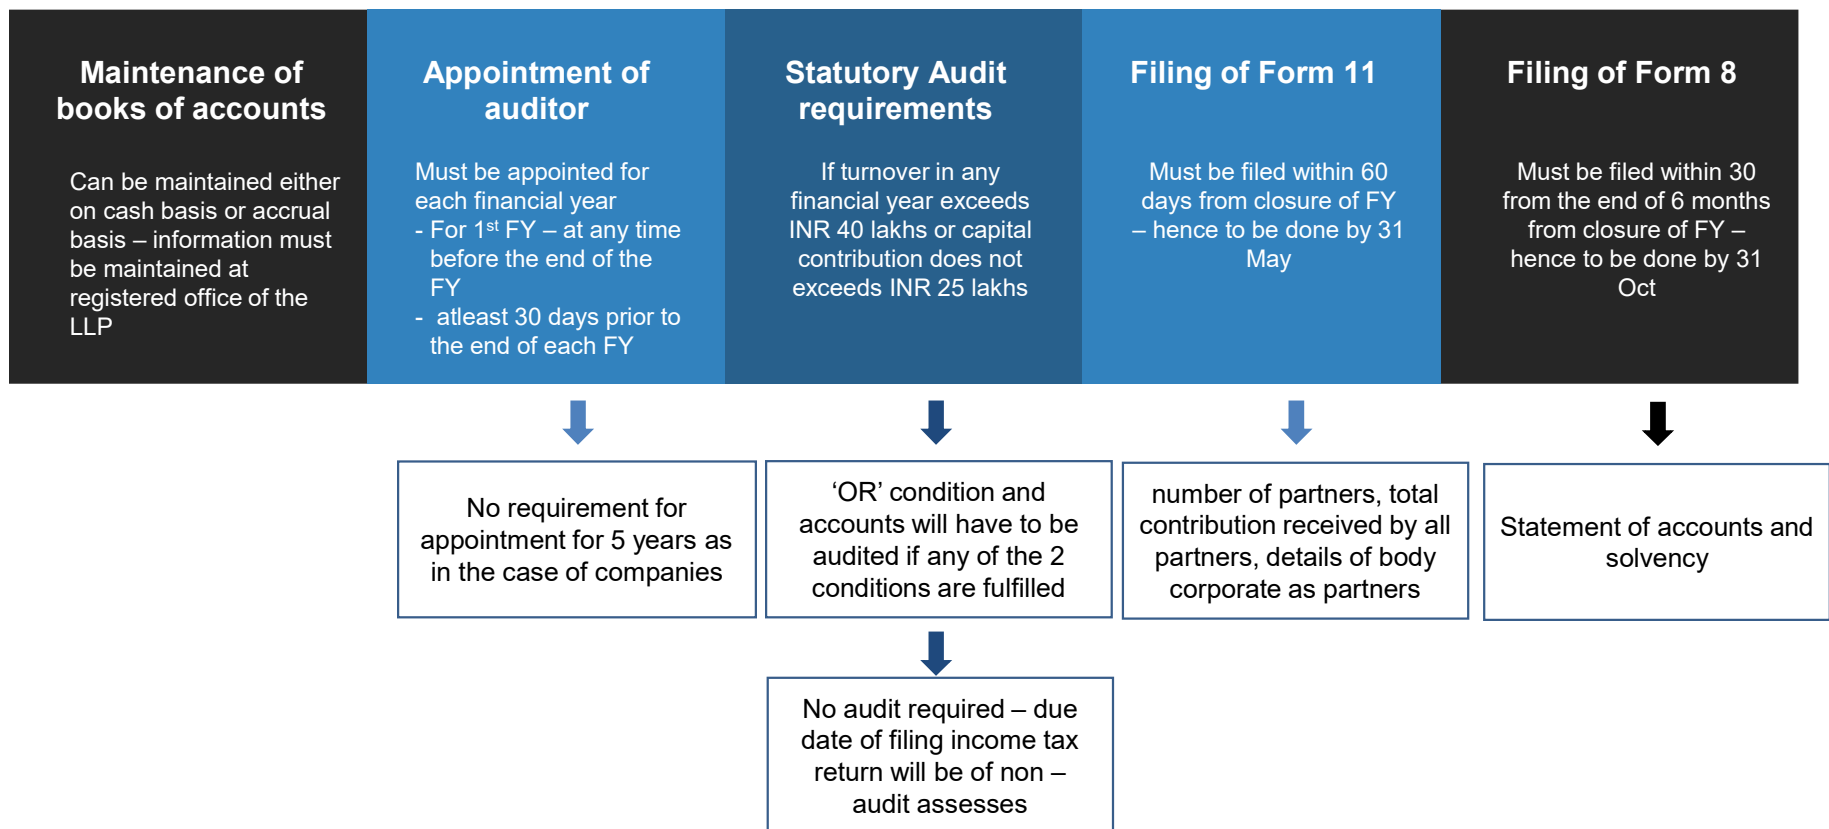 Maintenance of
books of accounts
Can be maintained either
on cash basis or accrual
basis – information must
be maintained at
registered office of the
LLP
Appointment of
auditor
Must be appointed for
each financial year
- For 1st FY – at any time
before the end of the
FY
- atleast 30 days prior to
the end of each FY
No requirement for
appointment for 5 years as
in the case of companies
Statutory Audit
requirements
If turnover in any
financial year exceeds
INR 40 lakhs or capital
contribution does not
exceeds INR 25 lakhs
‘OR’ condition and
accounts will have to be
audited if any of the 2
conditions are fulfilled
No audit required – due
date of filing income tax
return will be of non –
audit assesses
Filing of Form 11
Must be filed within 60
days from closure of FY
– hence to be done by 31
May
number of partners, total
contribution received by all
partners, details of body
corporate as partners
Filing of Form 8
Must be filed within 30
from the end of 6 months
from closure of FY –
hence to be done by 31
Oct
Statement of accounts and
solvency